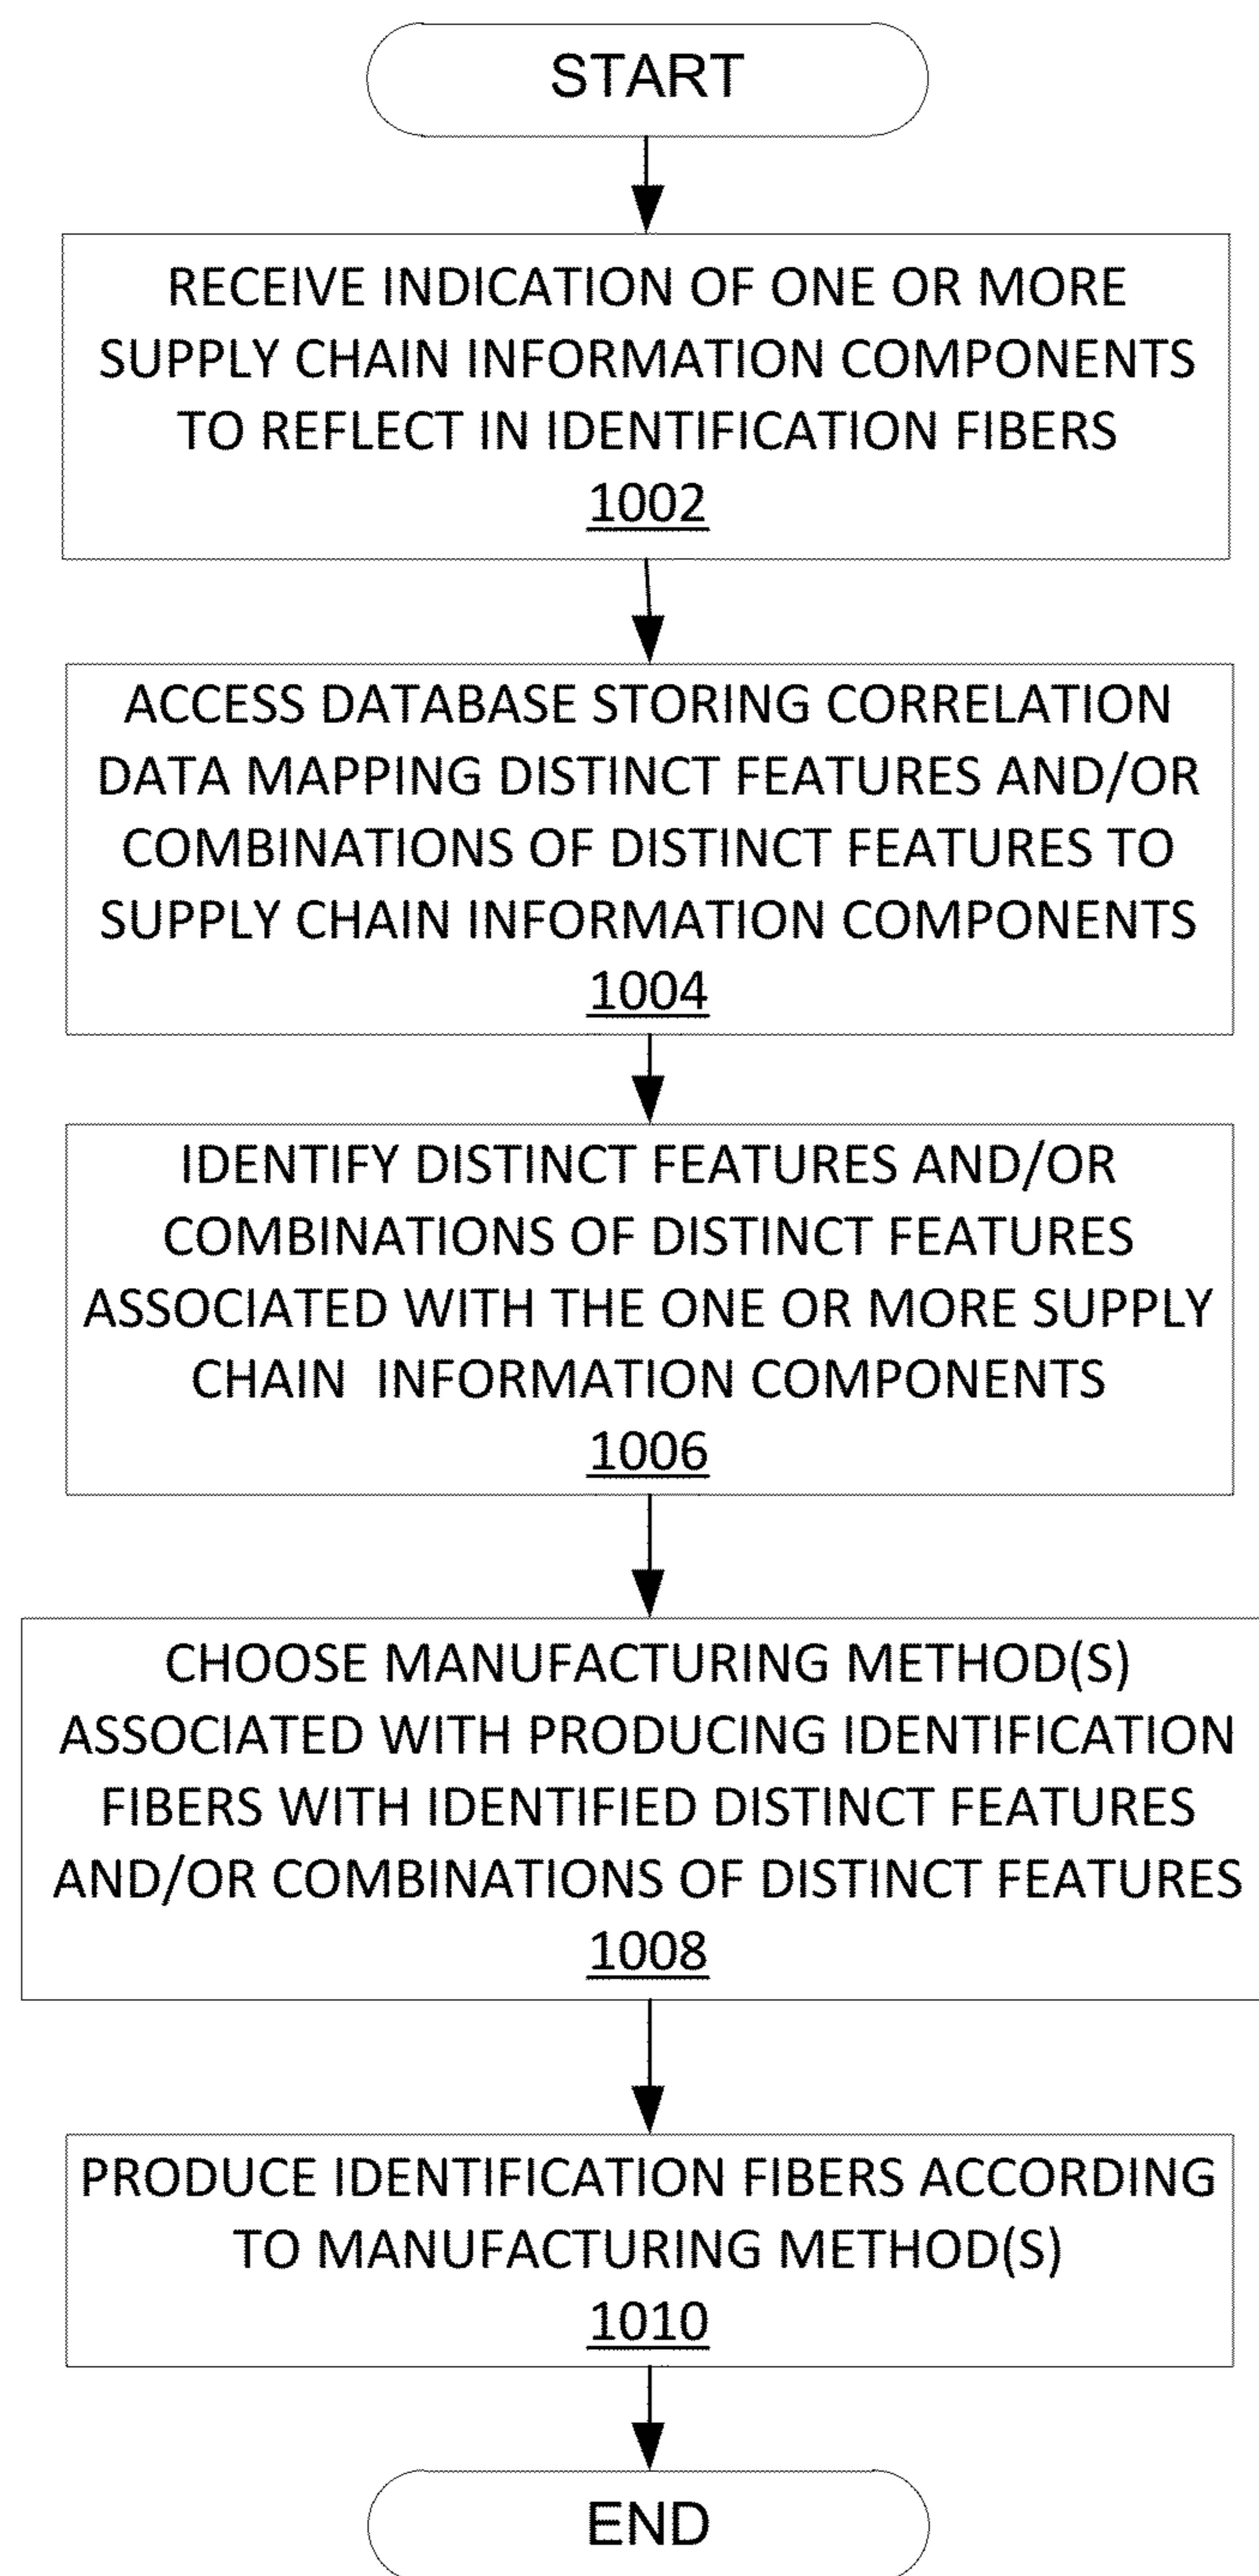 START
RECEIVE INDICATION OF ONE OR MORE
SUPPLY CHAIN INFORMATION COMPONENTS
TO REFLECT IN IDENTIFICATION FIBERS
1002
ACCESS DATABASE STORING CORRELATION
DATA MAPPING DISTINCT FEATURES AND/OR
COMBINATIONS OF DISTINCT FEATURES TO
SUPPLY CHAIN INFORMATION COMPONENTS
1004
IDENTIFY DISTINCT FEATURES AND/OR
COMBINATIONS OF DISTINCT FEATURES
ASSOCIATED WITH THE ONE OR MORE SUPPLY
CHAIN  INFORMATION COMPONENTS
1006
CHOOSE MANUFACTURING METHOD(S)
ASSOCIATED WITH PRODUCING IDENTIFICATION
FIBERS WITH IDENTIFIED DISTINCT FEATURES
AND/OR COMBINATIONS OF DISTINCT FEATURES
1008
PRODUCE IDENTIFICATION FIBERS ACCORDING
TO MANUFACTURING METHOD(S)
1010
END